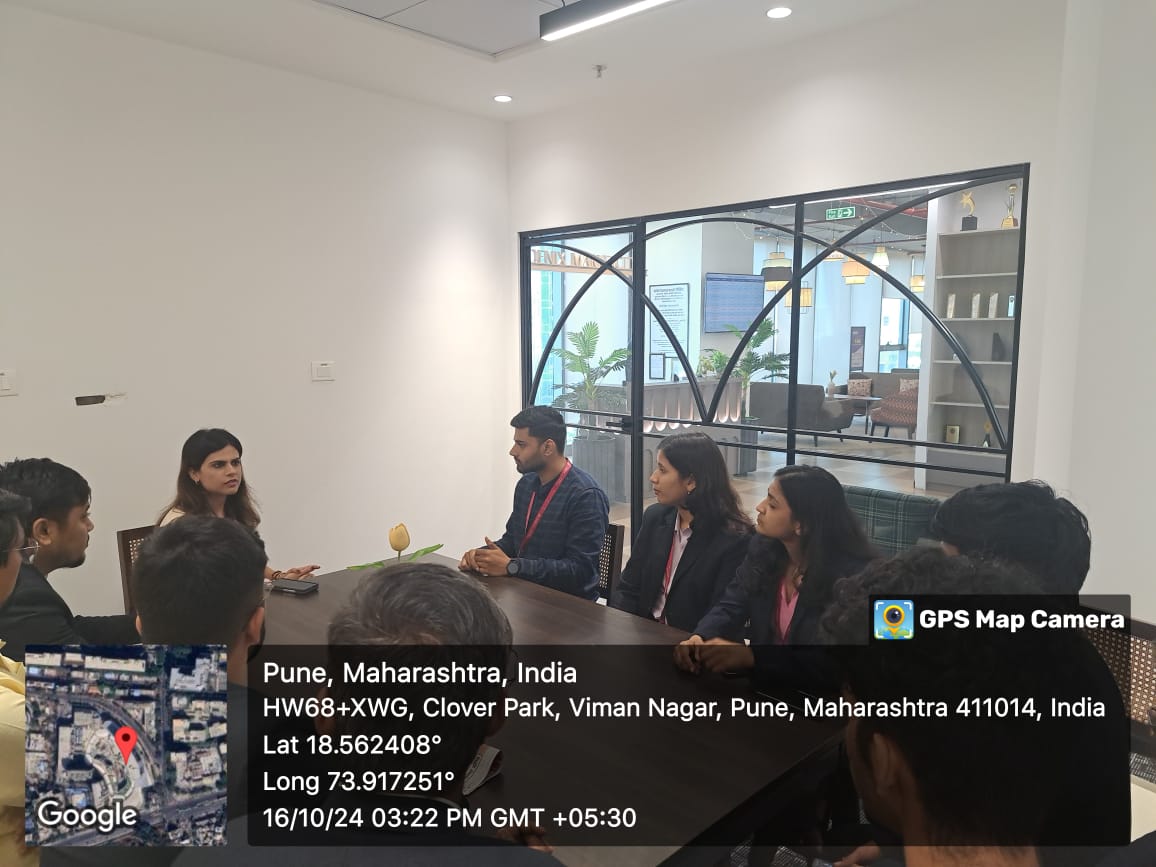 GPS Map Camera
Pune, Maharashtra, India
HW68+XWG, Clover Park, Viman Nagar, Pune, Maharashtra 411014, India
Lat 18.562408°
Long 73.917251°
16/10/24 03:22 PM GMT +05:30
Google